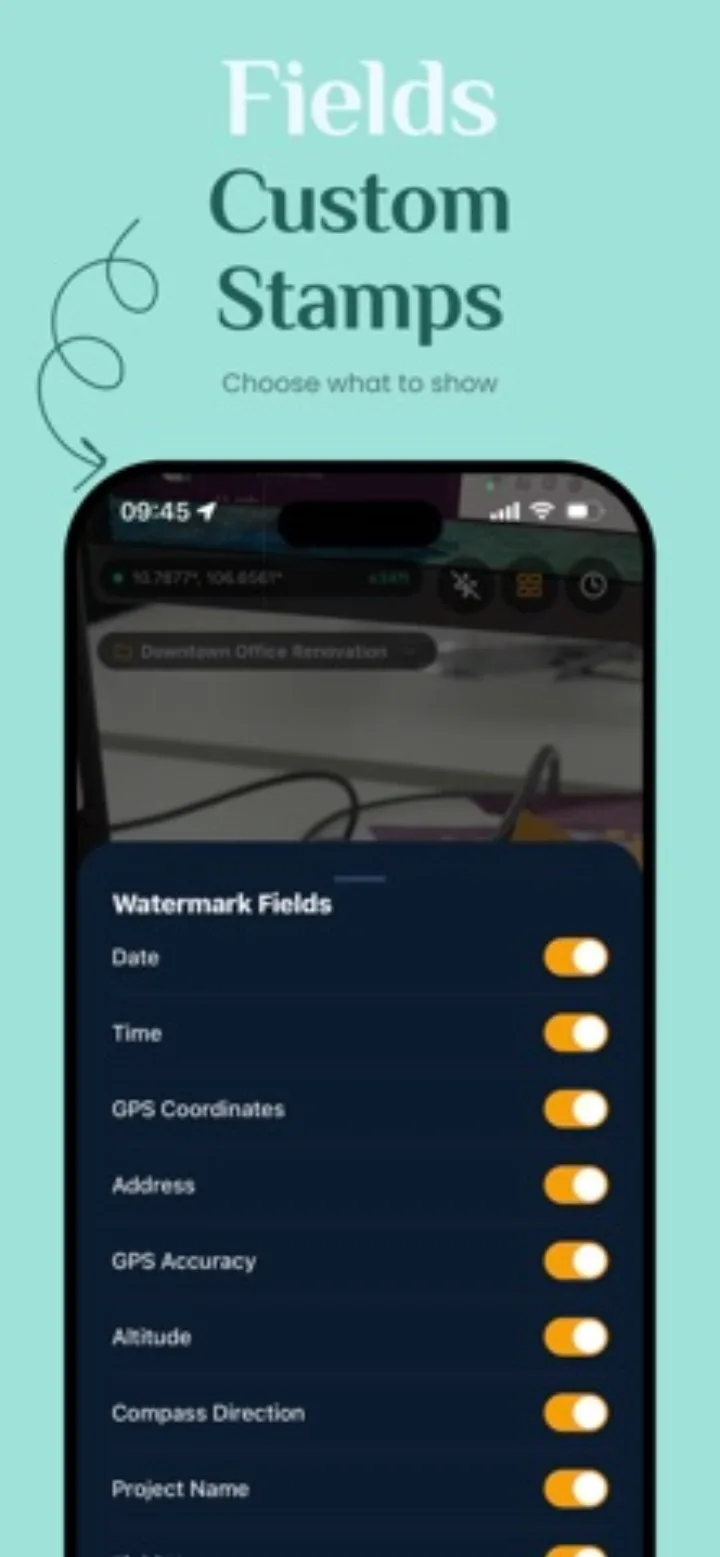 Fields
Custom
Stamps
Choose what to show
09:45
Downtown Office Renovation
Watermark Fields
Date
Time
GPS Coordinates
Address
GPS Accuracy
Altitude
Compass Direction
Project Name